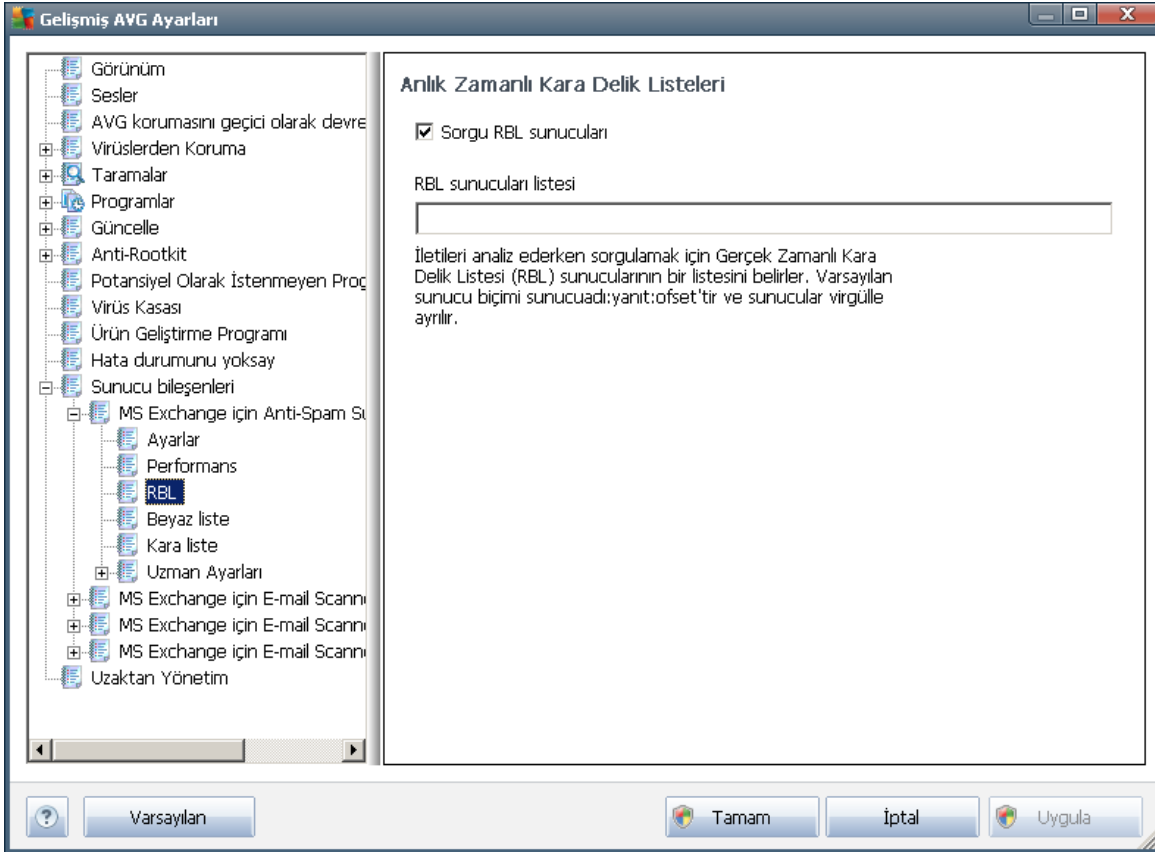 Gelişmiş AVG Ayarları
Görünüm
Sesler
AVG korumasını geçici olarak devre
Virüslerden Koruma
Taramalar
Programlar
Güncelle
Anti-Rootkit
Potansiyel Olarak İstenmeyen Prog
Virüs Kasası
Ürün Geliştirme Programı
Hata durumunu yoksay
Sunucu bileşenleri
MS Exchange için Anti-Spam Su
Ayarlar
Performans
RBL
Beyaz liste
Kara liste
Uzman Ayarları
MS Exchange için E-mail Scann
MS Exchange için E-mail Scann
MS Exchange için E-mail Scann
Uzaktan Yönetim
Anlık Zamanlı Kara Delik Listeleri
Sorgu RBL sunucuları
RBL sunucuları listesi
İletileri analiz ederken sorgulamak için Gerçek Zamanlı Kara
Delik Listesi (RBL) sunucularının bir listesini belirler. Varsayılan
sunucu biçimi sunucuadı:yanıt:ofset'tir ve sunucular virgülle
ayrılır.
Varsayılan
Tamam
İptal
Uygula